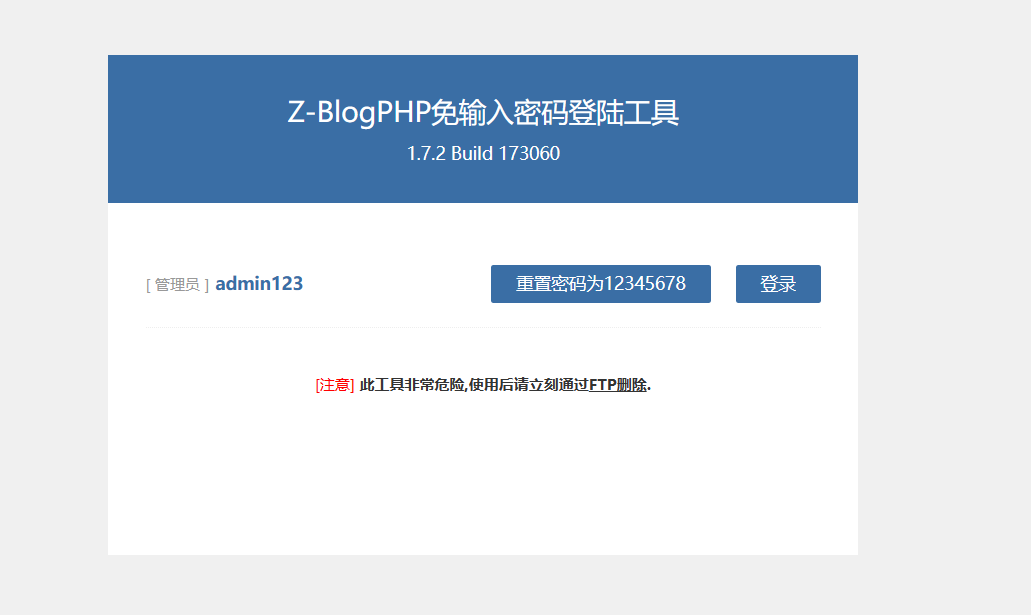 Z-BlogPHP免输入密码登陆工具
1.7.2 Build 173060
[ 管理员 ] admin123 重置密码为12345678 登录
[注意] 此工具非常危险,使用后请立刻通过FTP删除.